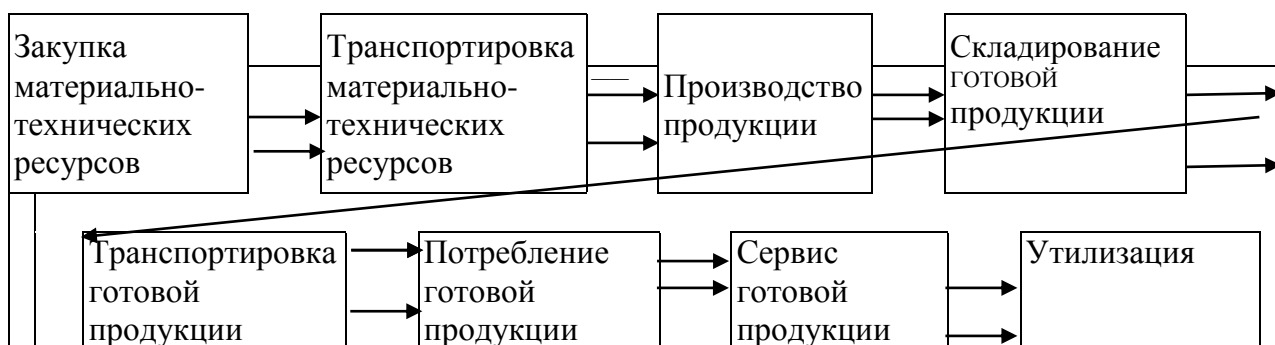 Закупка
материально-
технических
ресурсов
Транспортировка
материально-
технических
ресурсов
Производство
продукции
Складирование
готовой
продукции
Транспортировка
готовой
продукции
Потребление
готовой
продукции
Сервис
готовой
продукции
Утилизация